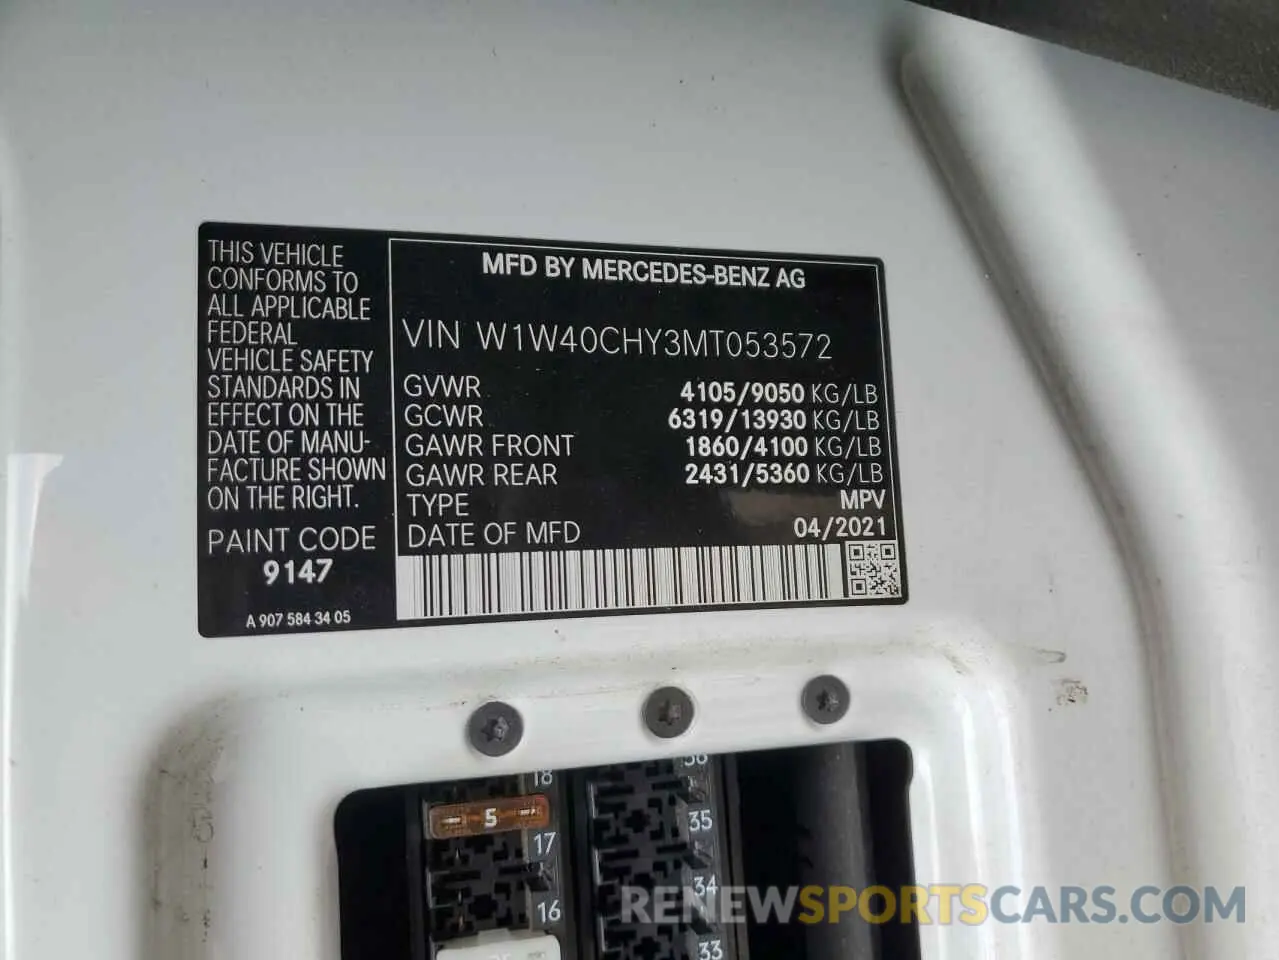 THIS VEHICLE
CONFORMS TO
ALL APPLICABLE
FEDERAL
VEHICLE SAFETY
STANDARDS IN
EFFECT ON THE
DATE OF MANU-
FACTURE SHOWN
ON THE RIGHT.
PAINT CODE
9147
A 907 584 34 05
MFD BY MERCEDES-BENZ AG
VIN W1W40CHY3MT053572
GVWR 4105/9050 KG/LB
GCWR 6319/13930 KG/LB
GAWR FRONT 1860/4100 KG/LB
GAWR REAR 2431/5360 KG/LB
TYPE MPV
DATE OF MFD 04/2021
18
5
17
16
36
35
34
33
RENEWSPORTSCARS.COM